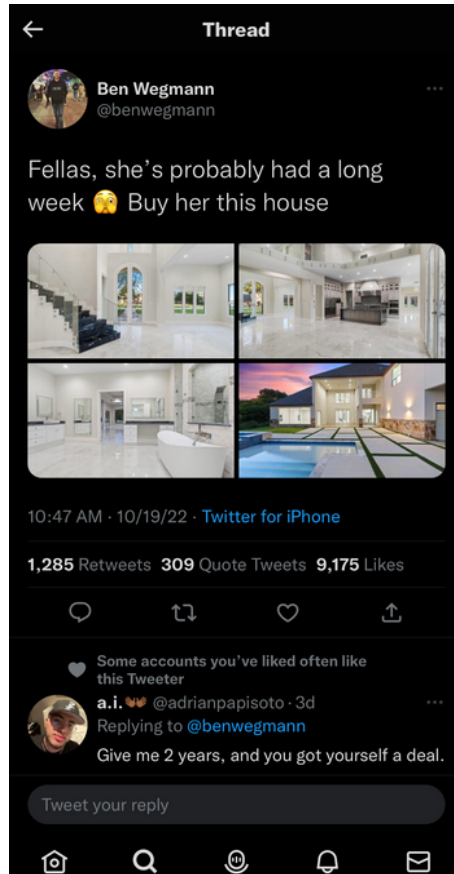 Thread
Ben Wegmann
@benwegmann
Fellas, she's probably had a long
week 🫣 Buy her this house
10:47 AM · 10/19/22 · Twitter for iPhone
1,285 Retweets 309 Quote Tweets 9,175 Likes
Some accounts you've liked often like
this Tweeter
a.i.👐🏾 @adrianpapisoto · 3d
Replying to @benwegmann
Give me 2 years, and you got yourself a deal.
Tweet your reply